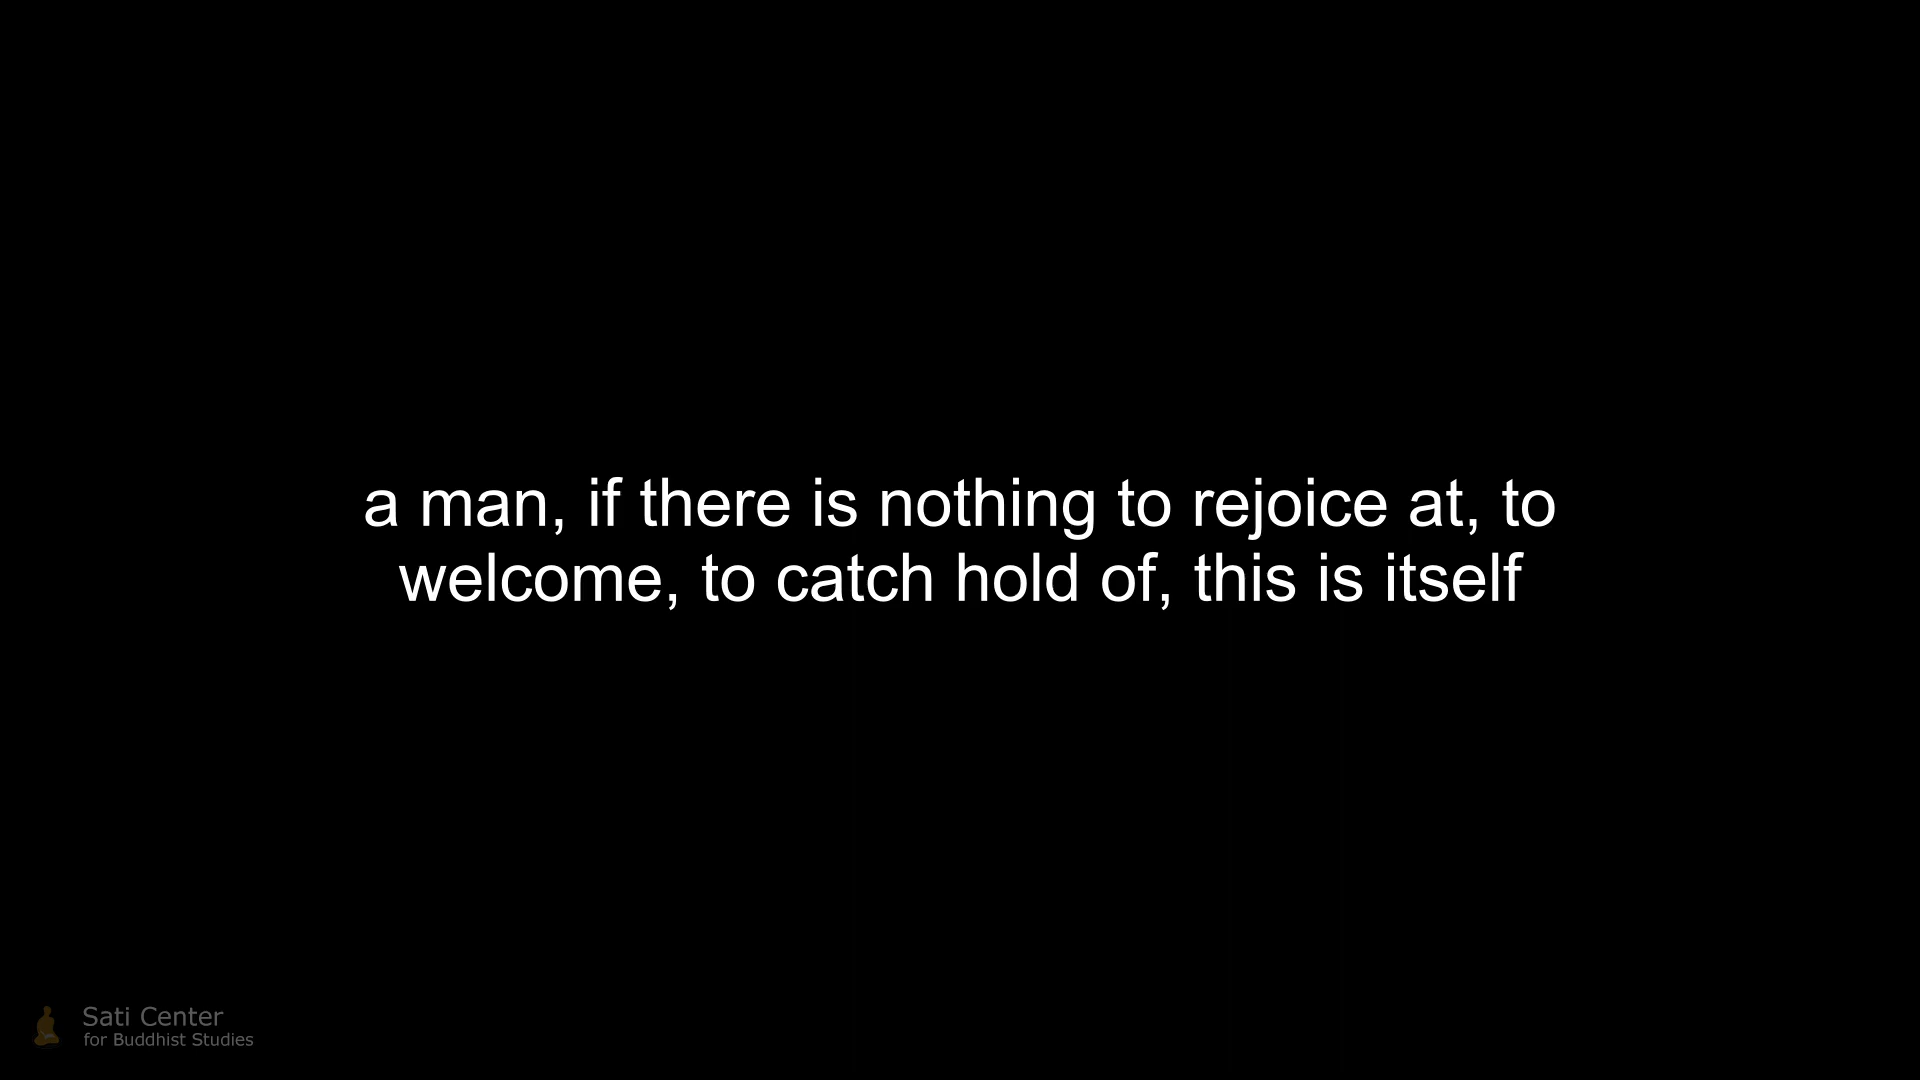 a man, if there is nothing to rejoice at, to
welcome, to catch hold of, this is itself
Sati Center
for Buddhist Studies